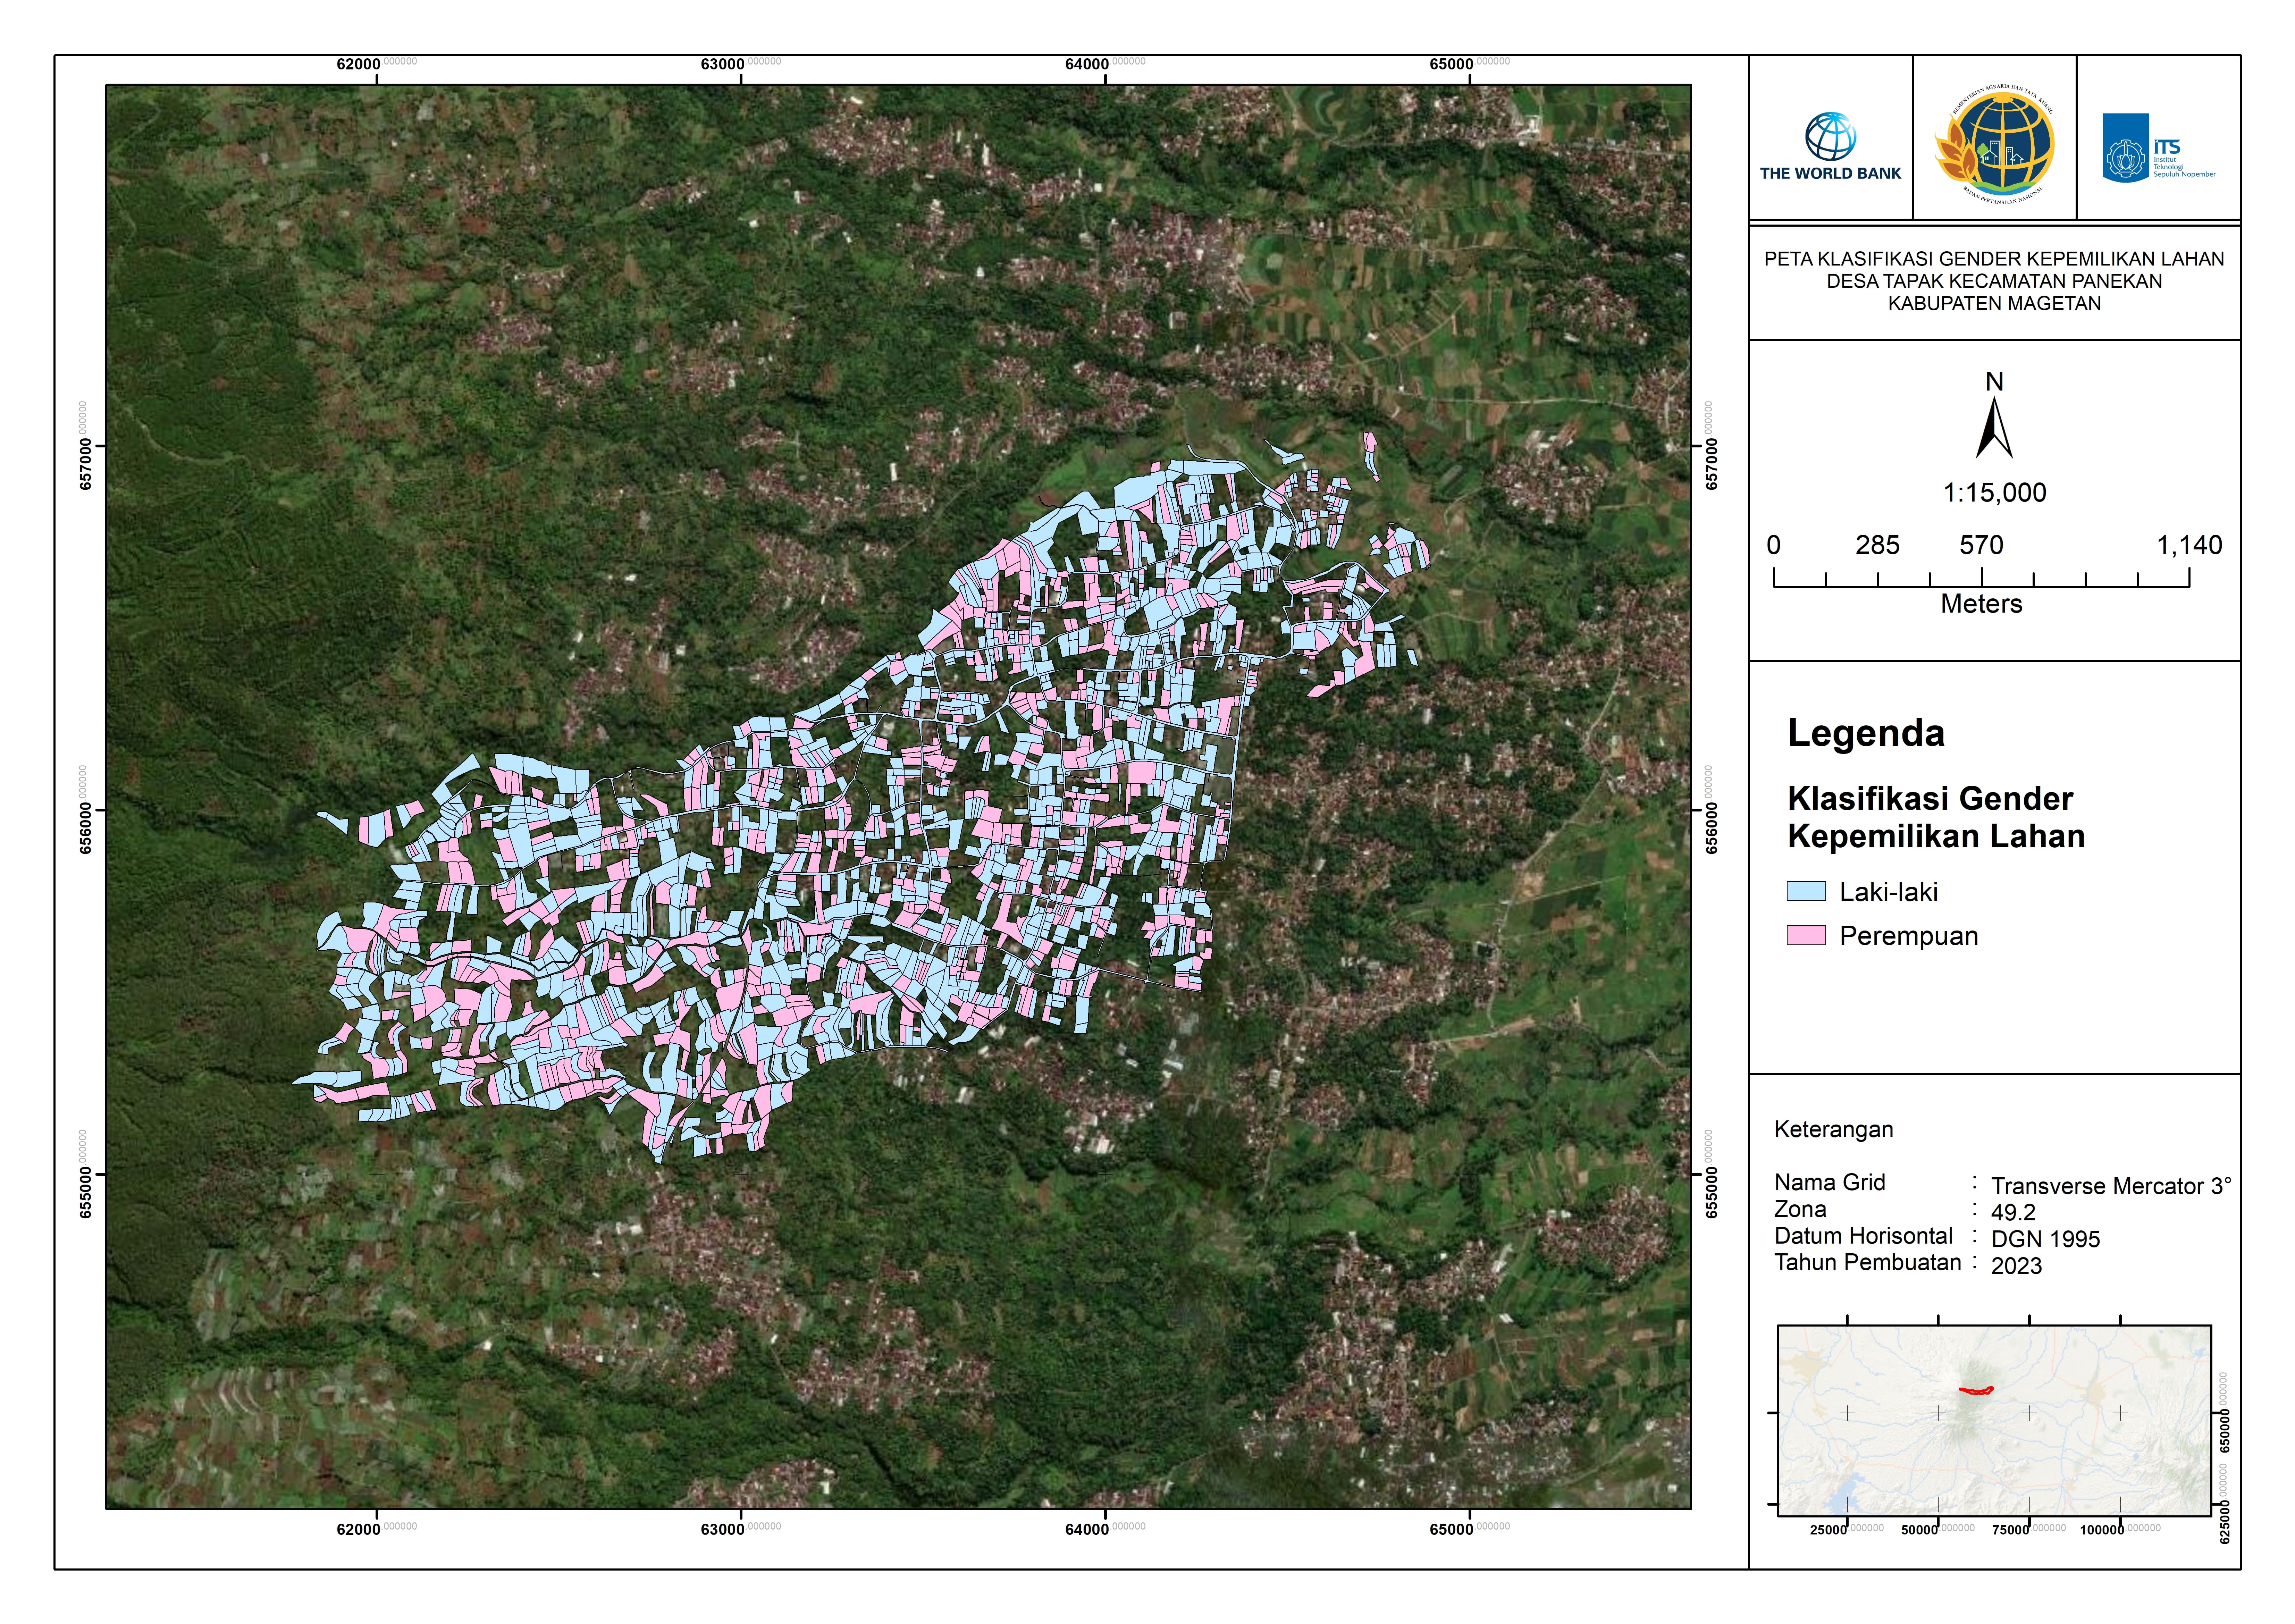 62000.000000 63000.000000 64000.000000 65000.000000
657000.000000
656000.000000
655000.000000
657000.000000
656000.000000
655000.000000
62000.000000 63000.000000 64000.000000 65000.000000
THE WORLD BANK
KEMENTERIAN AGRARIA DAN TATA RUANG
BADAN PERTANAHAN NASIONAL
iTS
Institut
Teknologi
Sepuluh Nopember
PETA KLASIFIKASI GENDER KEPEMILIKAN LAHAN
DESA TAPAK KECAMATAN PANEKAN
KABUPATEN MAGETAN
N
1:15,000
0 285 570 1,140
Meters
Legenda
Klasifikasi Gender
Kepemilikan Lahan
Laki-laki
Perempuan
Keterangan
Nama Grid : Transverse Mercator 3°
Zona : 49.2
Datum Horisontal : DGN 1995
Tahun Pembuatan : 2023
650000.000000
625000.000000
25000.000000 50000.000000 75000.000000 100000.000000